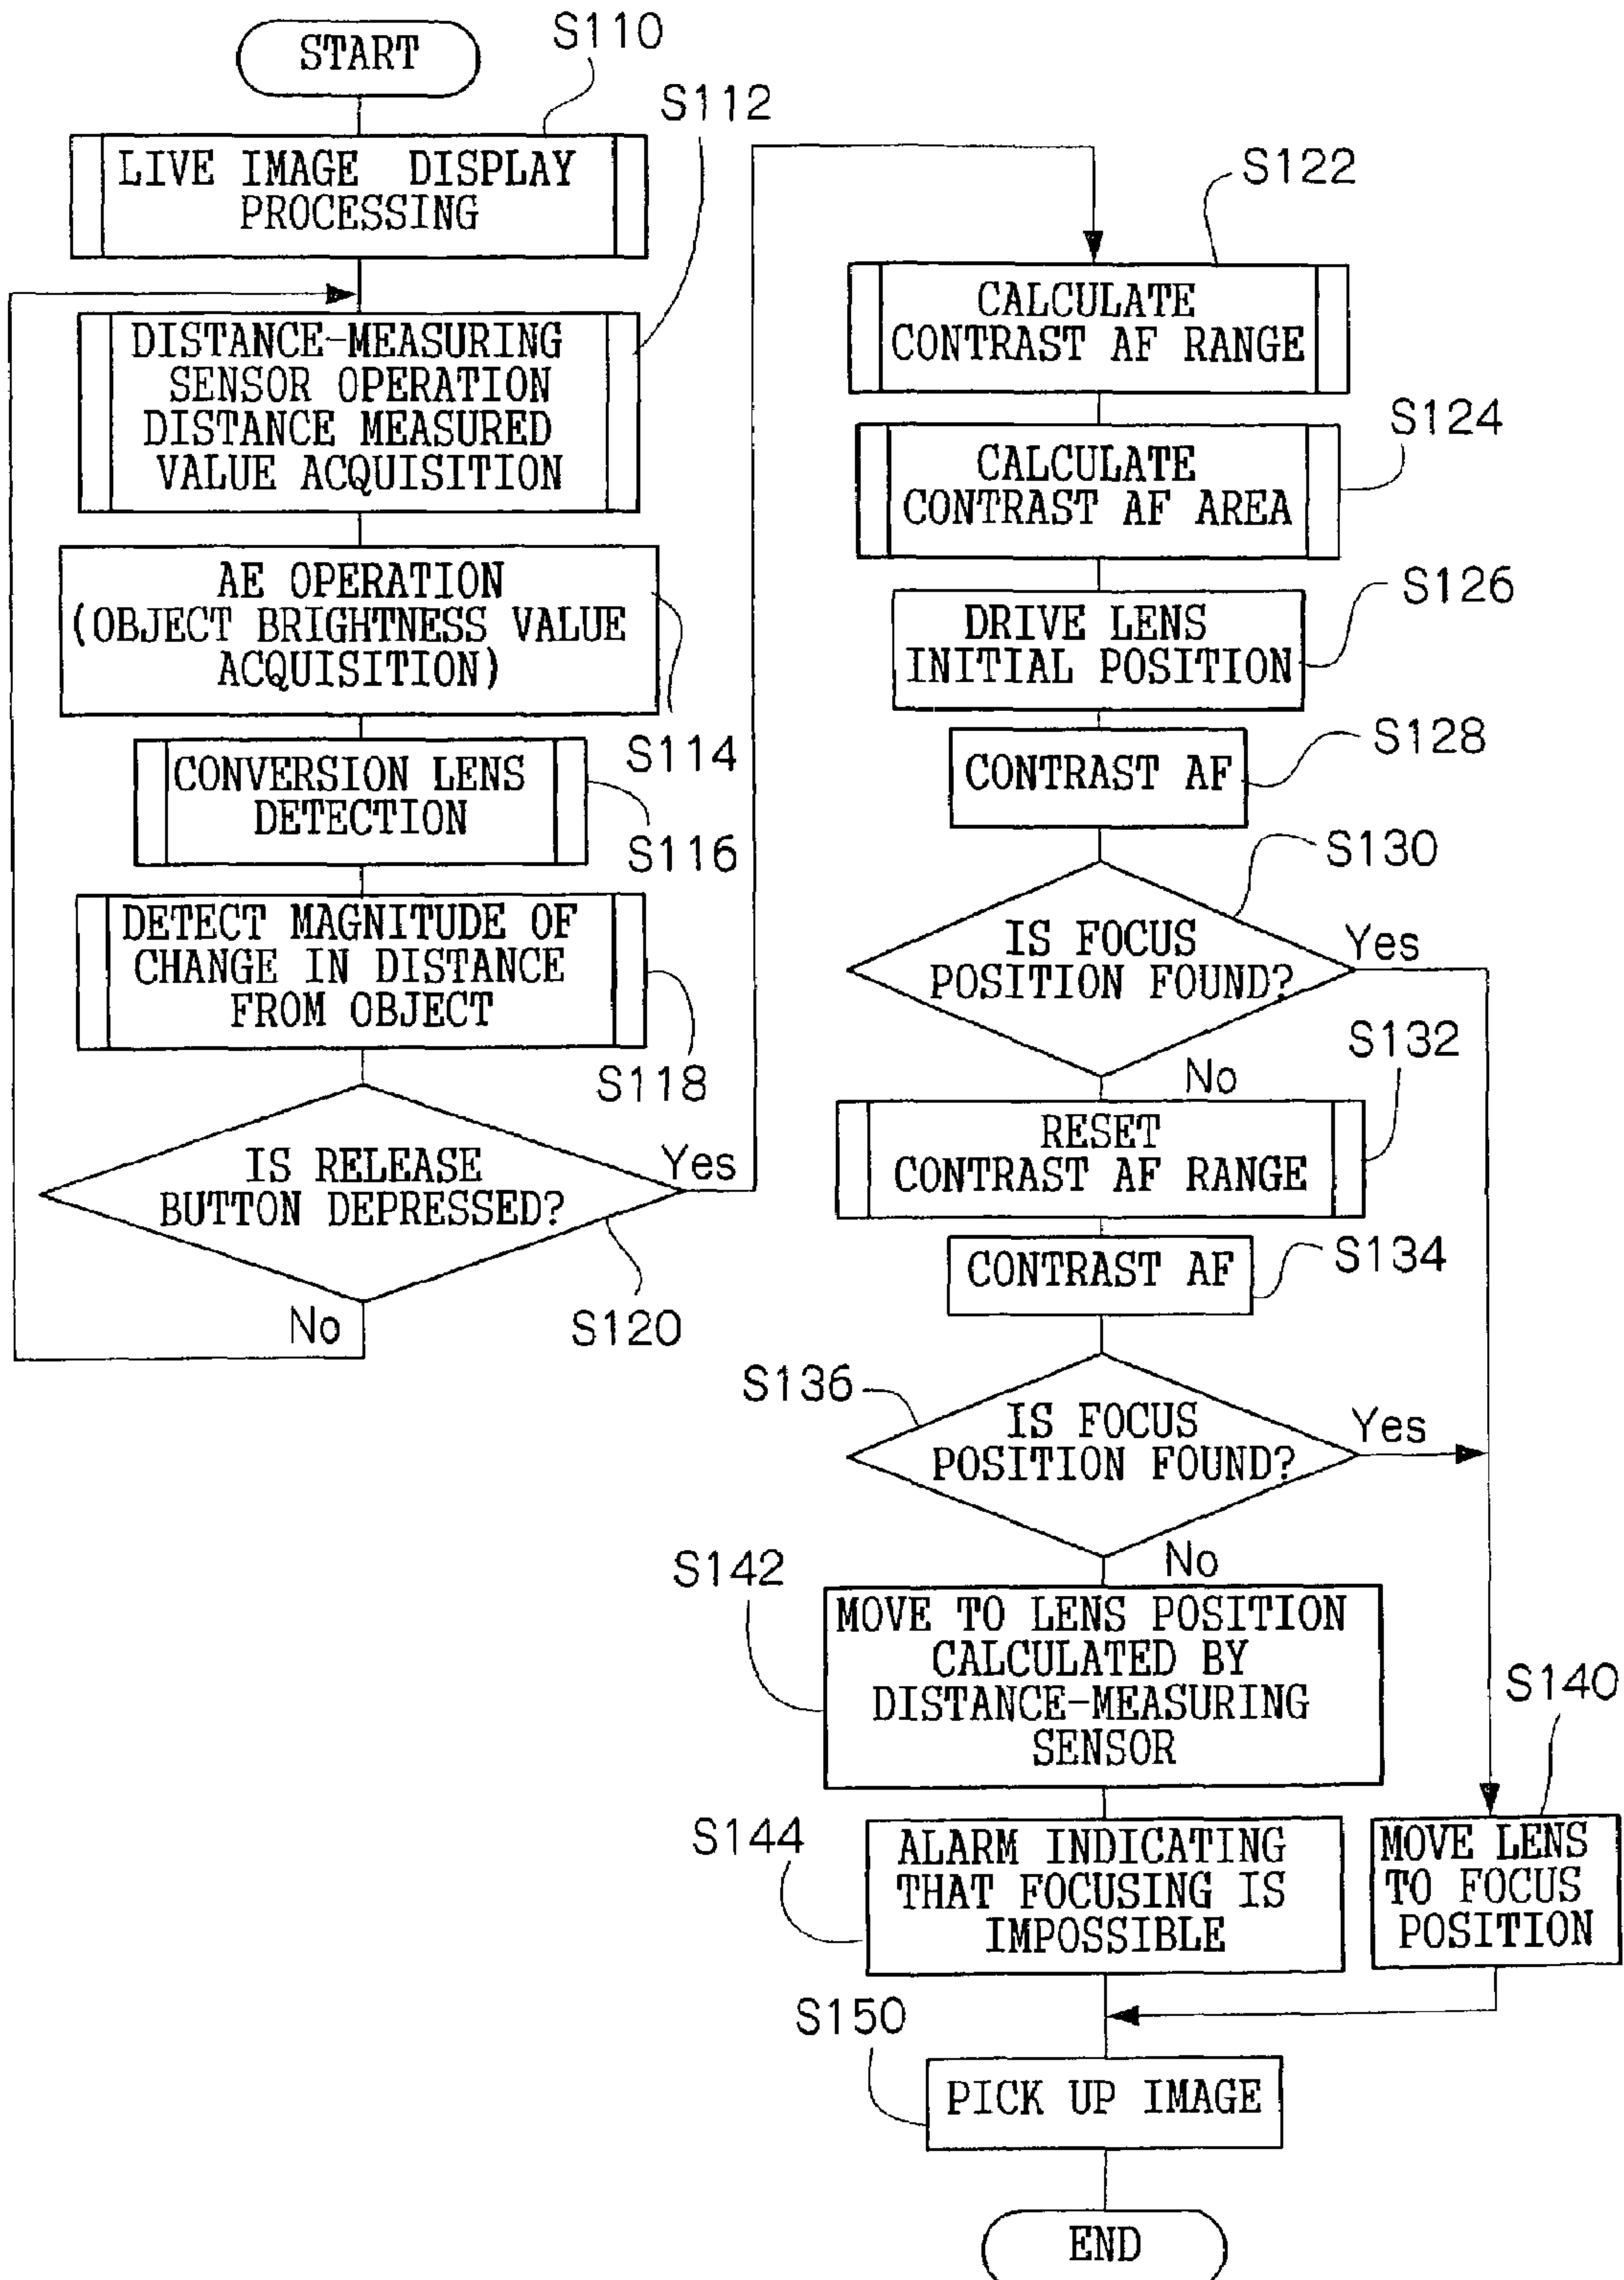 START
S110
LIVE IMAGE DISPLAY
PROCESSING
S112
DISTANCE-MEASURING
SENSOR OPERATION
DISTANCE MEASURED
VALUE ACQUISITION
AE OPERATION
(OBJECT BRIGHTNESS VALUE
ACQUISITION)
S114
CONVERSION LENS
DETECTION
S116
DETECT MAGNITUDE OF
CHANGE IN DISTANCE
FROM OBJECT
S118
IS RELEASE
BUTTON DEPRESSED?
Yes
No
S120
S122
CALCULATE
CONTRAST AF RANGE
S124
CALCULATE
CONTRAST AF AREA
S126
DRIVE LENS
INITIAL POSITION
S128
CONTRAST AF
S130
IS FOCUS
POSITION FOUND?
Yes
No
S132
RESET
CONTRAST AF RANGE
CONTRAST AF
S134
S136
IS FOCUS
POSITION FOUND?
Yes
No
S142
MOVE TO LENS POSITION
CALCULATED BY
DISTANCE-MEASURING
SENSOR
S140
S144
ALARM INDICATING
THAT FOCUSING IS
IMPOSSIBLE
MOVE LENS
TO FOCUS
POSITION
S150
PICK UP IMAGE
END